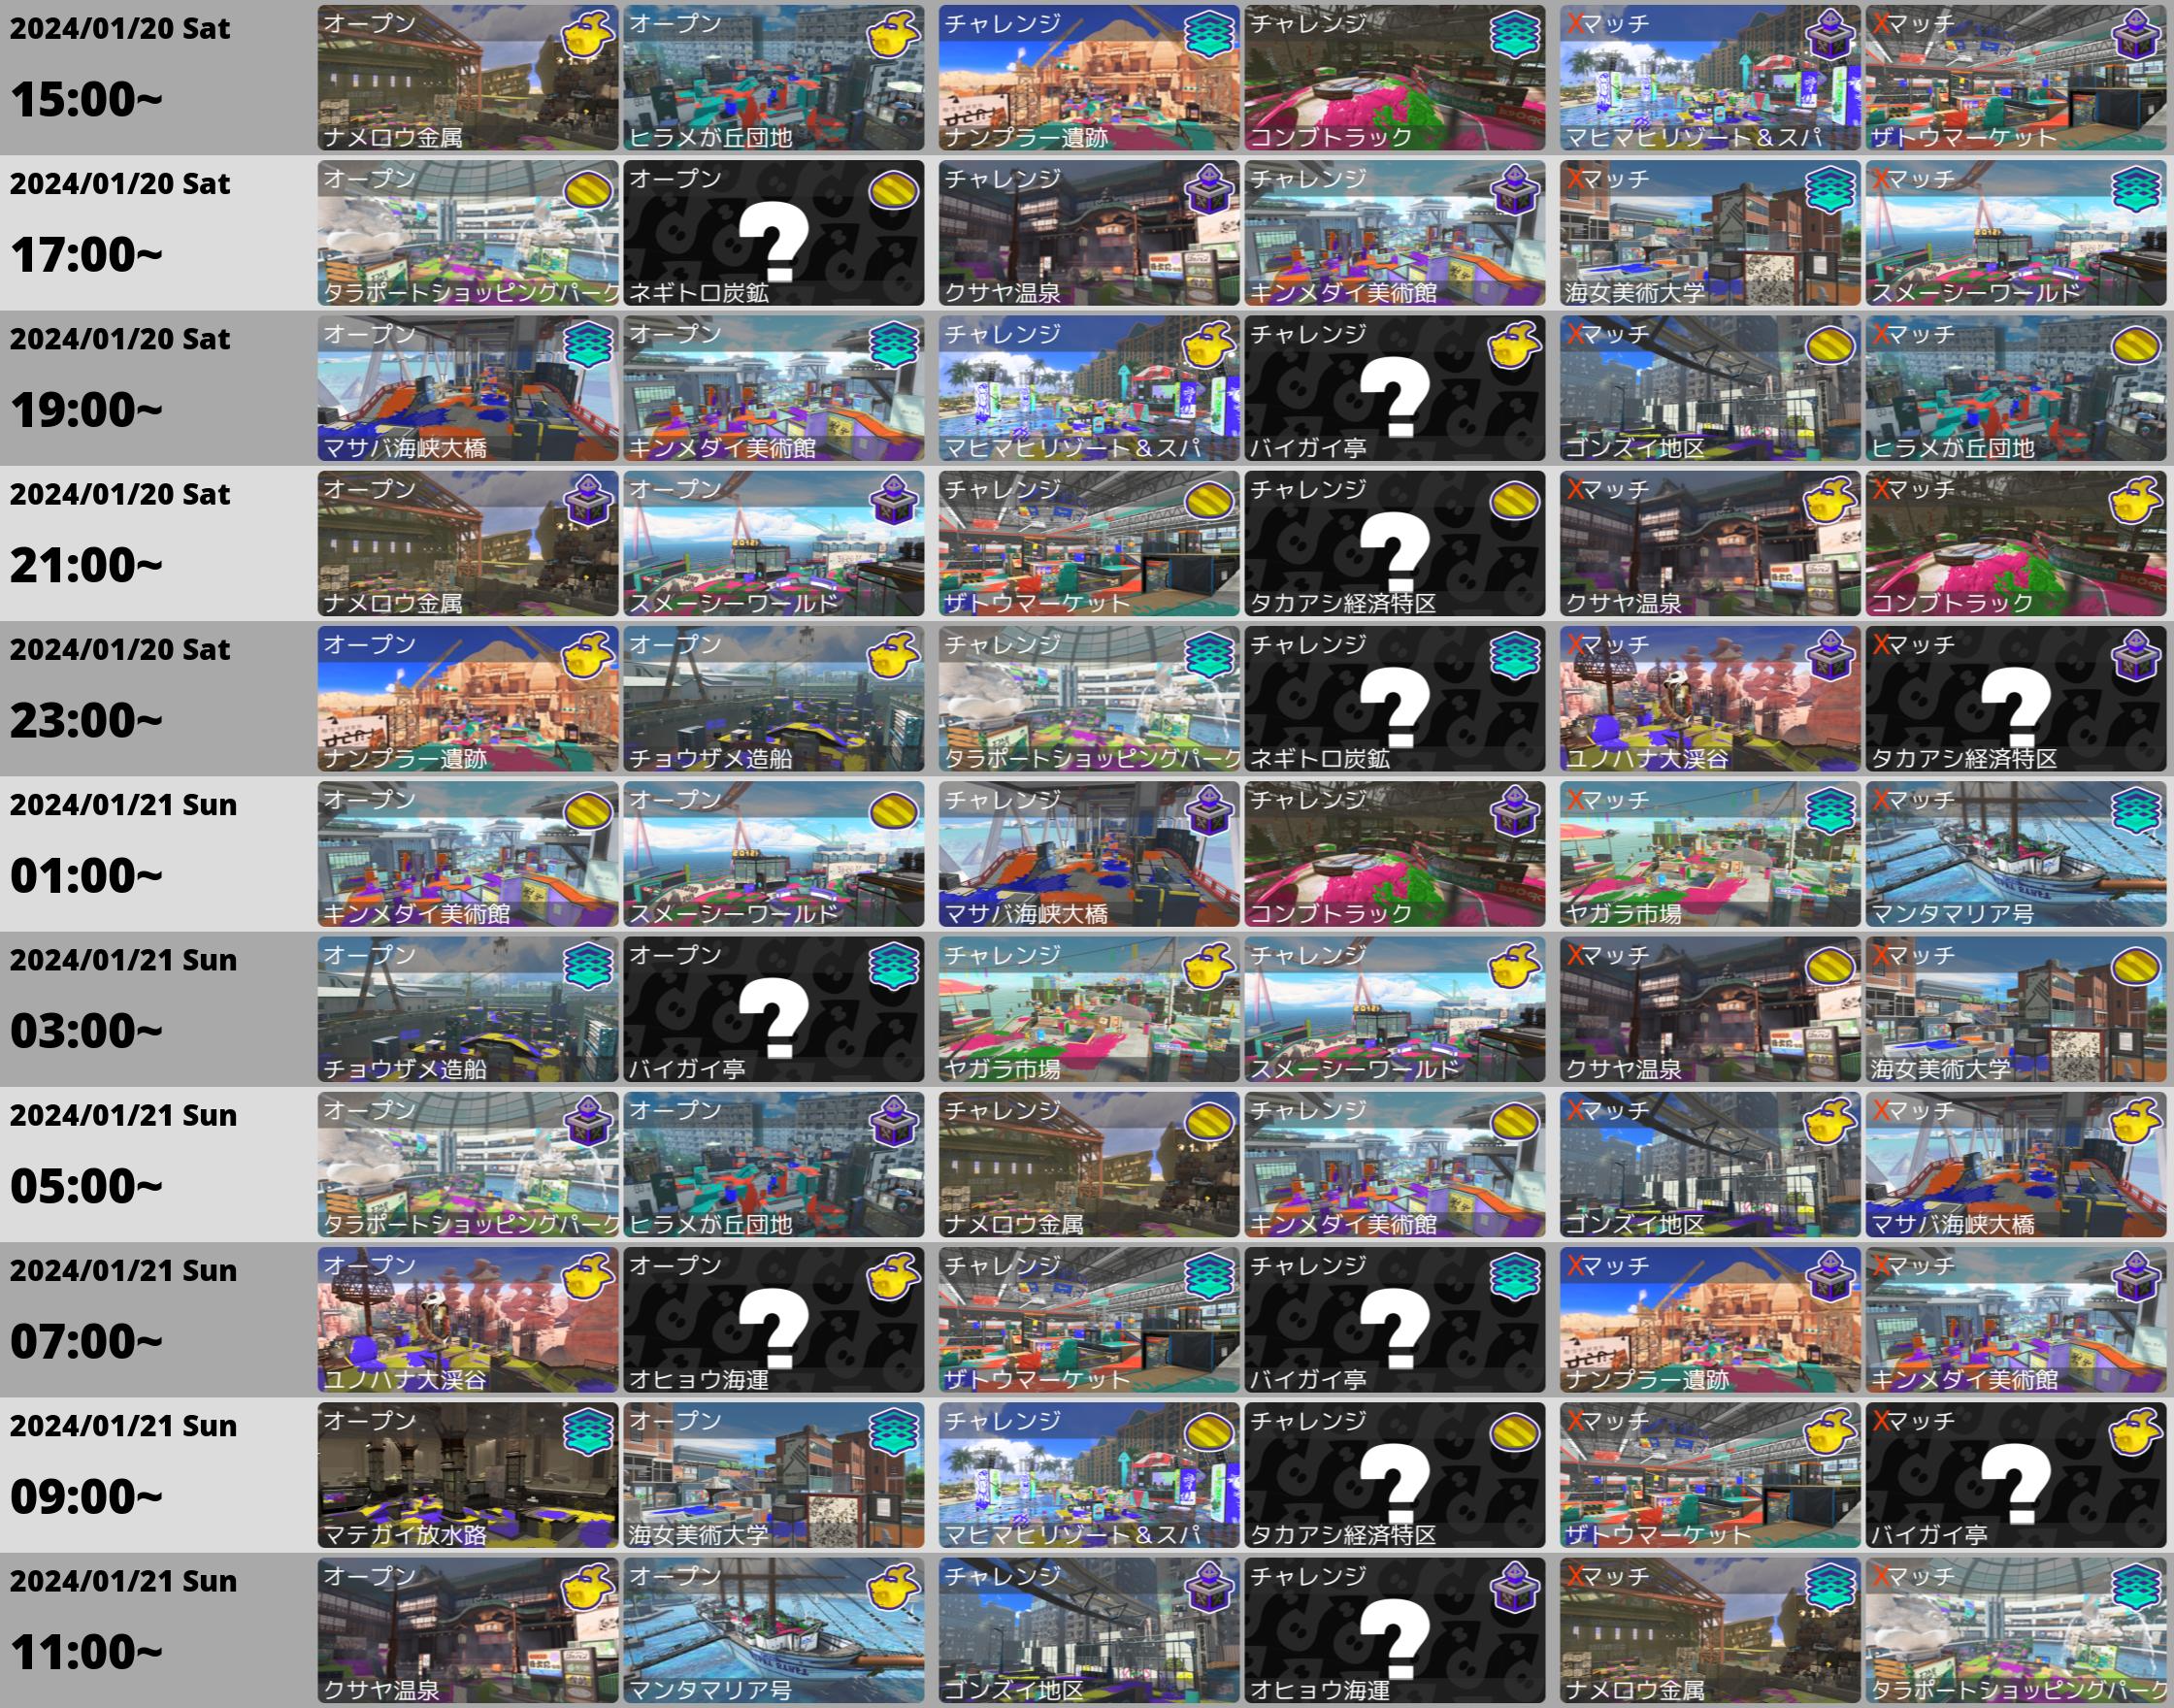 2024/01/20 Sat
15:00~
オープン
ナメロウ金属
オープン
ヒラメが丘団地
チャレンジ
ナンプラー遺跡
チャレンジ
コンブトラック
Xマッチ
マヒマヒリゾート＆スパ
Xマッチ
ザトウマーケット
2024/01/20 Sat
17:00~
オープン
タラポートショッピングパーク
オープン
ネギトロ炭鉱
チャレンジ
クサヤ温泉
チャレンジ
キンメダイ美術館
Xマッチ
海女美術大学
Xマッチ
スメーシーワールド
2024/01/20 Sat
19:00~
オープン
マサバ海峡大橋
オープン
キンメダイ美術館
チャレンジ
マヒマヒリゾート＆スパ
チャレンジ
バイガイ亭
Xマッチ
ゴンズイ地区
Xマッチ
ヒラメが丘団地
2024/01/20 Sat
21:00~
オープン
ナメロウ金属
オープン
スメーシーワールド
チャレンジ
ザトウマーケット
チャレンジ
タカアシ経済特区
Xマッチ
クサヤ温泉
Xマッチ
コンブトラック
2024/01/20 Sat
23:00~
オープン
ナンプラー遺跡
オープン
チョウザメ造船
チャレンジ
タラポートショッピングパーク
チャレンジ
ネギトロ炭鉱
Xマッチ
ユノハナ大渓谷
Xマッチ
タカアシ経済特区
2024/01/21 Sun
01:00~
オープン
キンメダイ美術館
オープン
スメーシーワールド
チャレンジ
マサバ海峡大橋
チャレンジ
コンブトラック
Xマッチ
ヤガラ市場
Xマッチ
マンタマリア号
2024/01/21 Sun
03:00~
オープン
チョウザメ造船
オープン
バイガイ亭
チャレンジ
ヤガラ市場
チャレンジ
スメーシーワールド
Xマッチ
クサヤ温泉
Xマッチ
海女美術大学
2024/01/21 Sun
05:00~
オープン
タラポートショッピングパーク
オープン
ヒラメが丘団地
チャレンジ
ナメロウ金属
チャレンジ
キンメダイ美術館
Xマッチ
ゴンズイ地区
Xマッチ
マサバ海峡大橋
2024/01/21 Sun
07:00~
オープン
ユノハナ大渓谷
オープン
オヒョウ海運
チャレンジ
ザトウマーケット
チャレンジ
バイガイ亭
Xマッチ
ナンプラー遺跡
Xマッチ
キンメダイ美術館
2024/01/21 Sun
09:00~
オープン
マテガイ放水路
オープン
海女美術大学
チャレンジ
マヒマヒリゾート＆スパ
チャレンジ
タカアシ経済特区
Xマッチ
ザトウマーケット
Xマッチ
バイガイ亭
2024/01/21 Sun
11:00~
オープン
クサヤ温泉
オープン
マンタマリア号
チャレンジ
ゴンズイ地区
チャレンジ
オヒョウ海運
Xマッチ
ナメロウ金属
Xマッチ
タラポートショッピングパーク